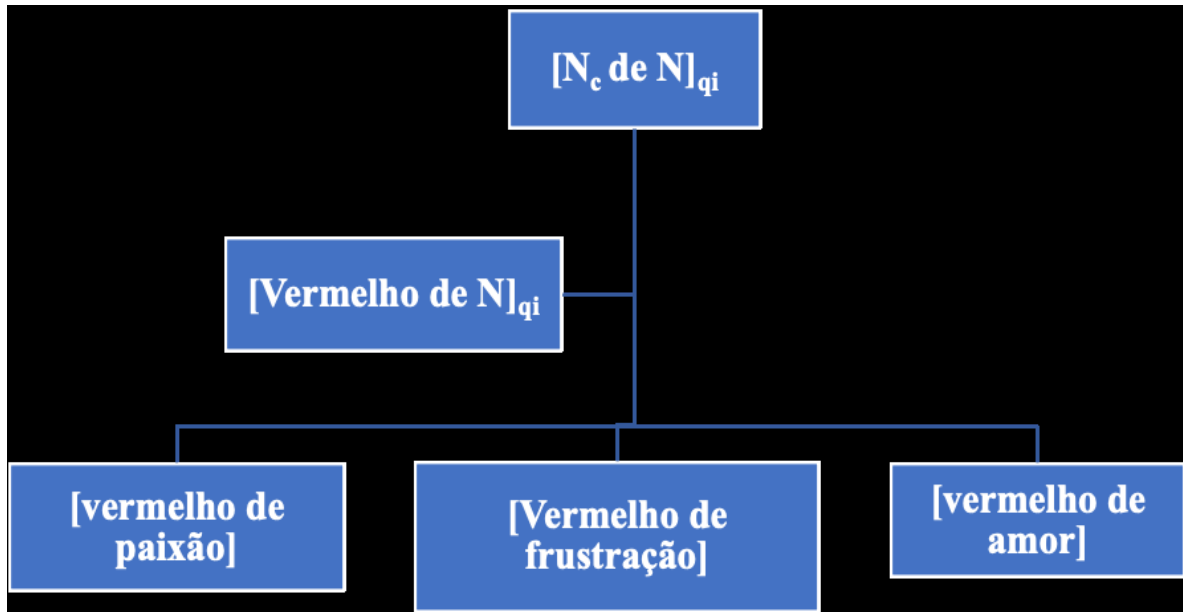 [Nc de N]qi
[Vermelho de N]qi
[vermelho de
paixão]
[Vermelho de
frustração]
[vermelho de
amor]